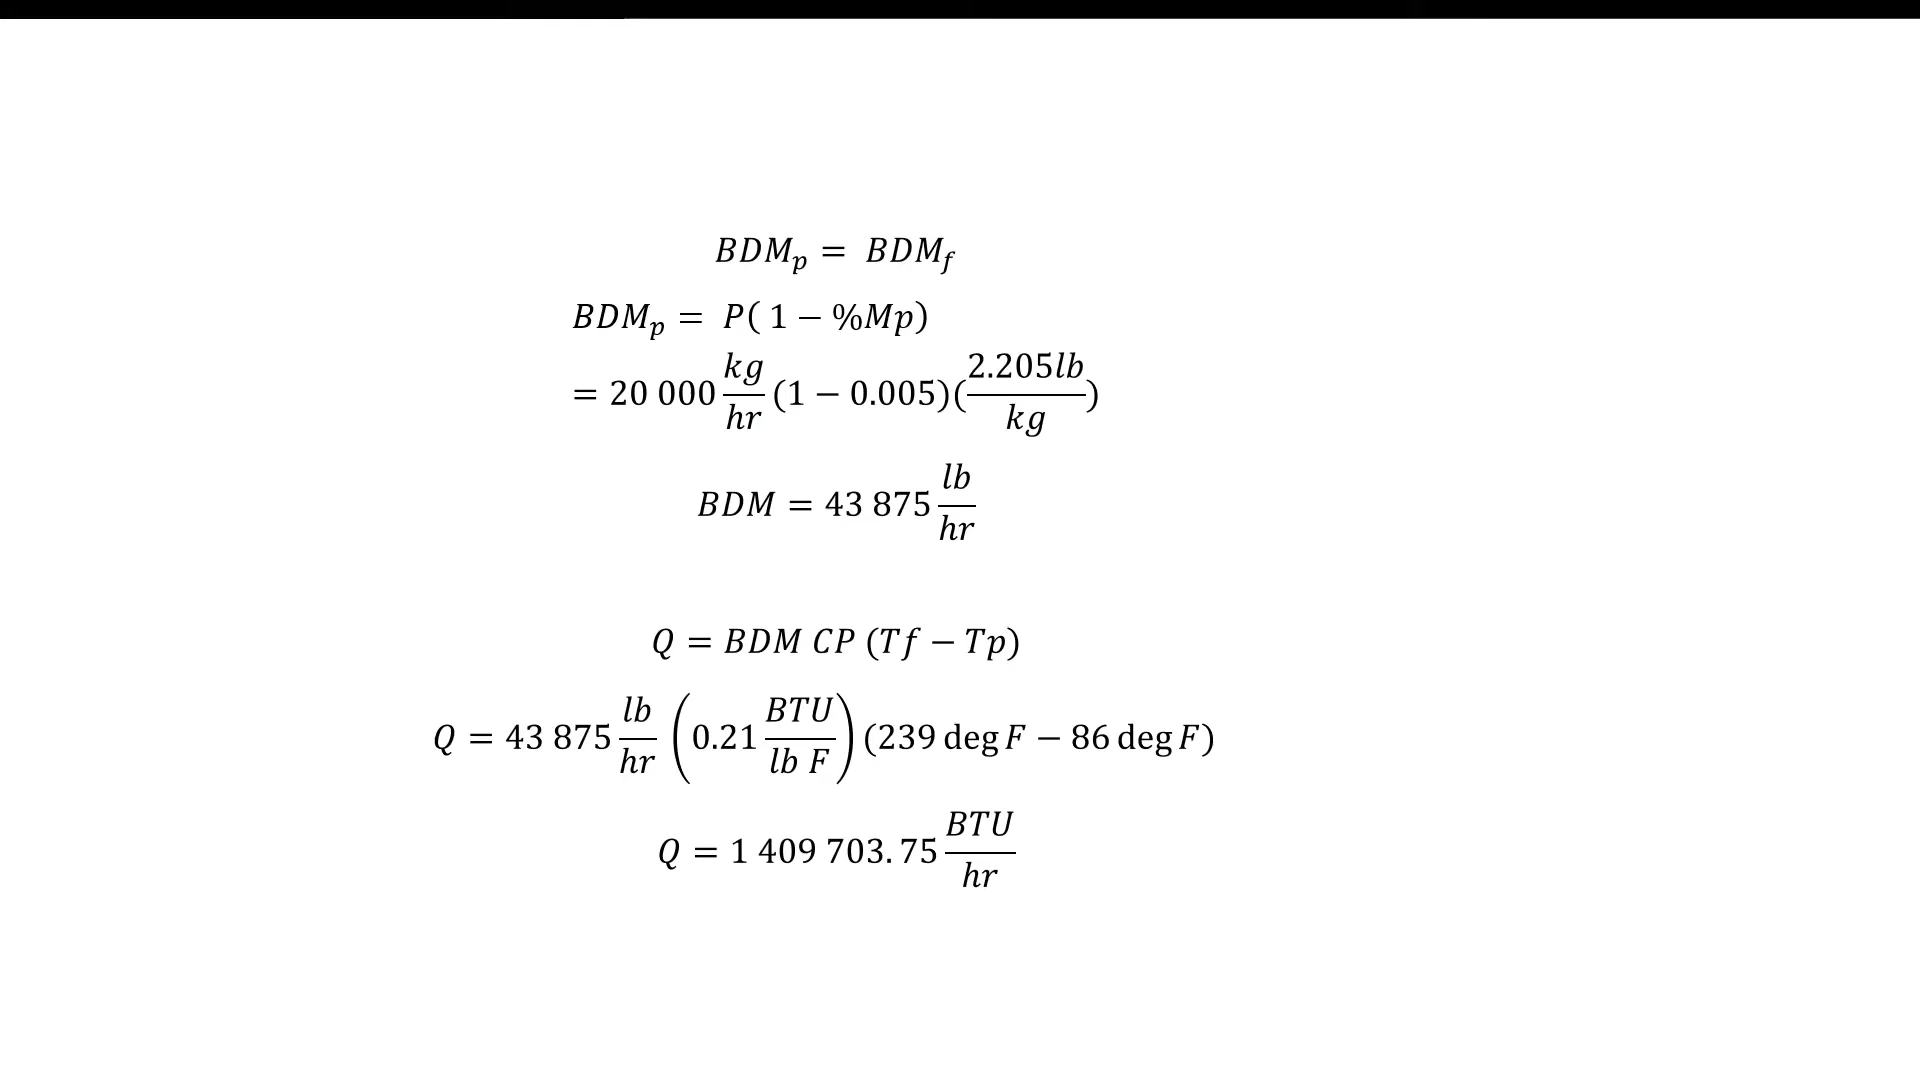 BDM_p = BDM_f
BDM_p = P( 1 − %Mp)
= 20 000 kg/hr (1 − 0.005)(2.205lb/kg)
BDM = 43 875 lb/hr
Q = BDM CP (Tf − Tp)
Q = 43 875 lb/hr (0.21 BTU/lb F) (239 deg F − 86 deg F)
Q = 1 409 703.75 BTU/hr